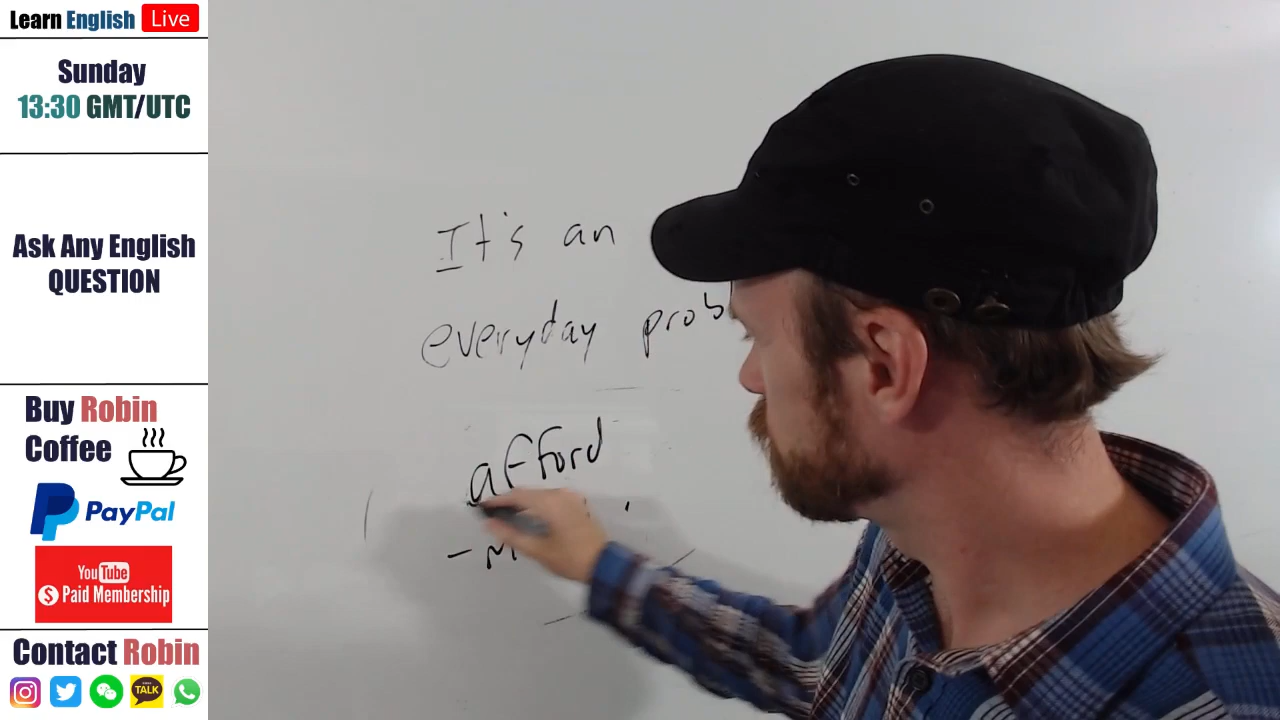 Learn English Live
Sunday
13:30 GMT/UTC
Ask Any English
QUESTION
Buy Robin
Coffee
PayPal
YouTube
$ Paid Membership
Contact Robin
TALK
It's an
everyday
afford